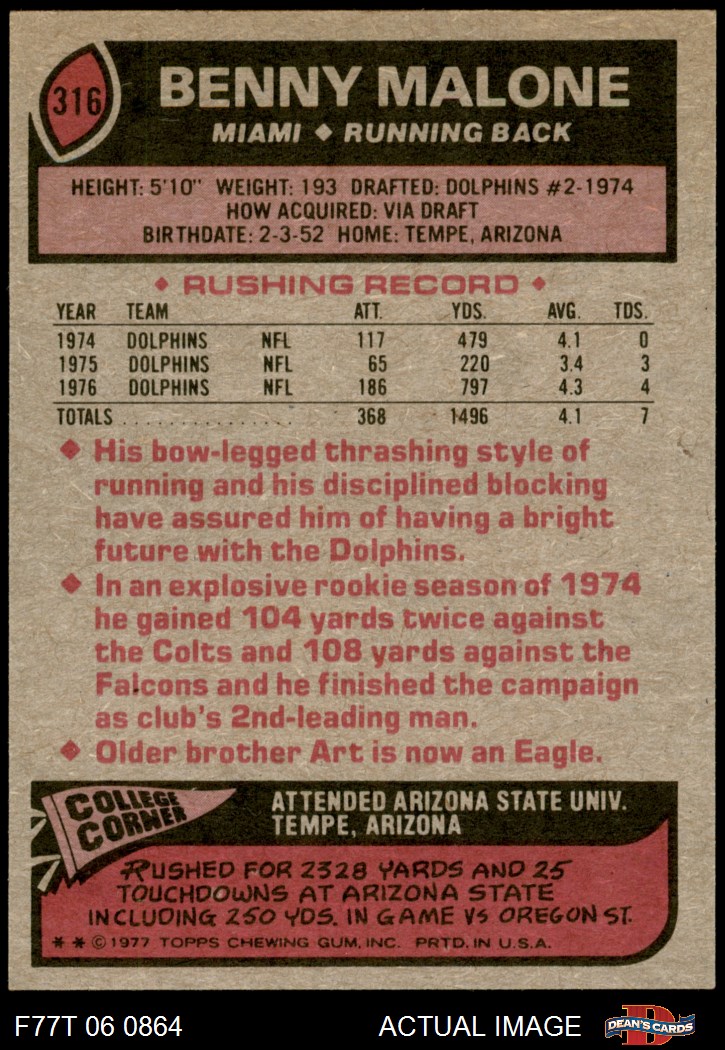 316
BENNY MALONE
MIAMI ◆ RUNNING BACK
HEIGHT: 5'10" WEIGHT: 193 DRAFTED: DOLPHINS #2-1974
HOW ACQUIRED: VIA DRAFT
BIRTHDATE: 2-3-52 HOME: TEMPE, ARIZONA
◆ RUSHING RECORD ◆
YEAR TEAM ATT. YDS. AVG. TDS.
1974 DOLPHINS NFL 117 479 4.1 0
1975 DOLPHINS NFL 65 220 3.4 3
1976 DOLPHINS NFL 186 797 4.3 4
TOTALS . . . . . . . . . . . . . . . 368 1496 4.1 7
◆ His bow-legged thrashing style of
running and his disciplined blocking
have assured him of having a bright
future with the Dolphins.
◆ In an explosive rookie season of 1974
he gained 104 yards twice against
the Colts and 108 yards against the
Falcons and he finished the campaign
as club's 2nd-leading man.
◆ Older brother Art is now an Eagle.
COLLEGE
CORNER
ATTENDED ARIZONA STATE UNIV.
TEMPE, ARIZONA
RUSHED FOR 2328 YARDS AND 25
TOUCHDOWNS AT ARIZONA STATE
INCLUDING 250 YDS. IN GAME VS OREGON ST.
* * © 1977 TOPPS CHEWING GUM, INC. PRTD. IN U.S.A.
F77T 06 0864 ACTUAL IMAGE
D
DEAN'S CARDS